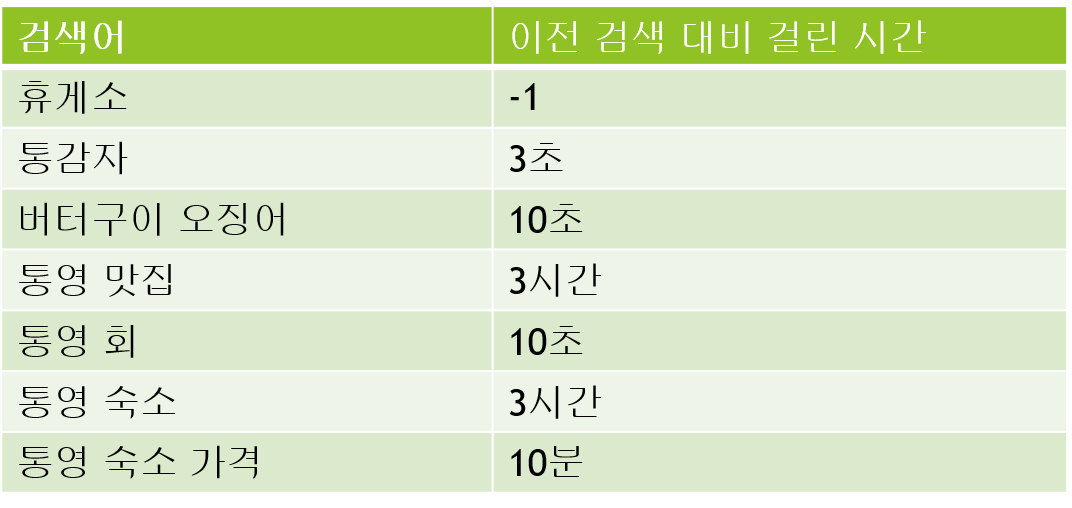 검색어 이전 검색 대비 걸린 시간
휴게소 -1
통감자 3초
버터구이 오징어 10초
통영 맛집 3시간
통영 회 10초
통영 숙소 3시간
통영 숙소 가격 10분